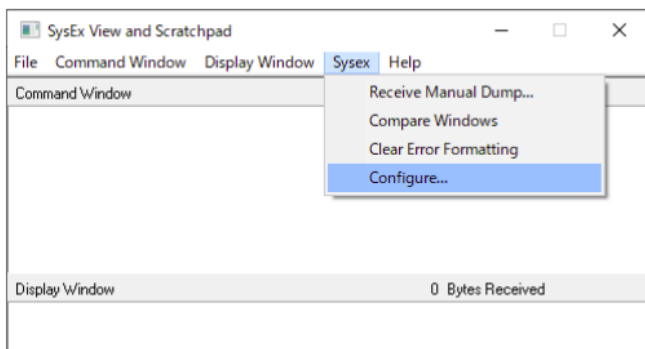 SysEx View and Scratchpad
File Command Window Display Window Sysex Help
Command Window
Receive Manual Dump...
Compare Windows
Clear Error Formatting
Configure...
Display Window 0 Bytes Received